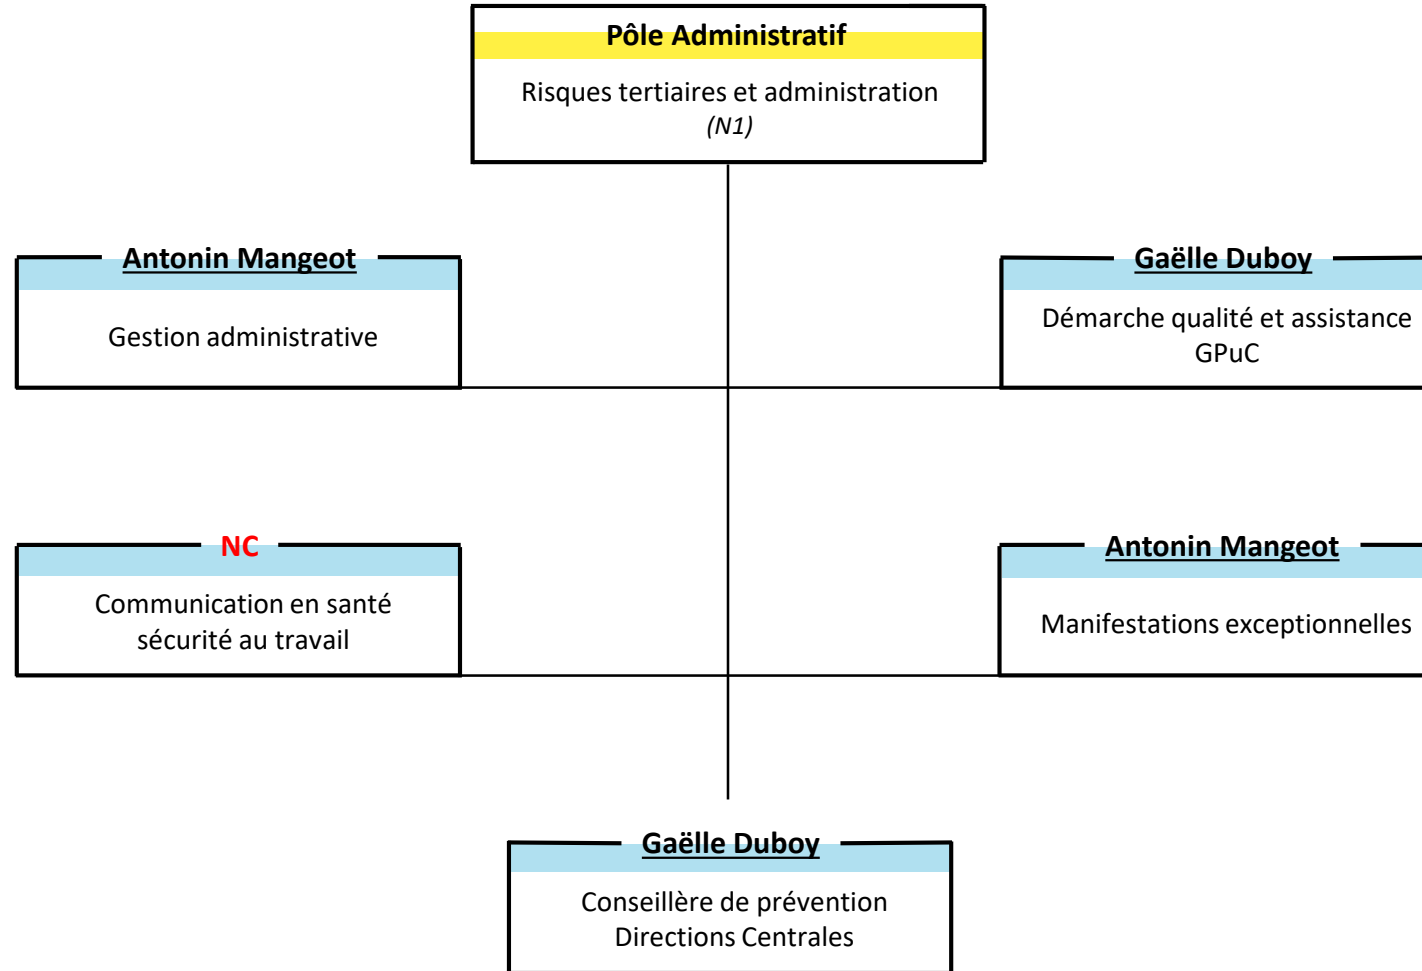 Pôle Administratif
Risques tertiaires et administration
(N1)
Antonin Mangeot
Gestion administrative
Gaëlle Duboy
Démarche qualité et assistance
GPuC
NC
Communication en santé
sécurité au travail
Antonin Mangeot
Manifestations exceptionnelles
Gaëlle Duboy
Conseillère de prévention
Directions Centrales